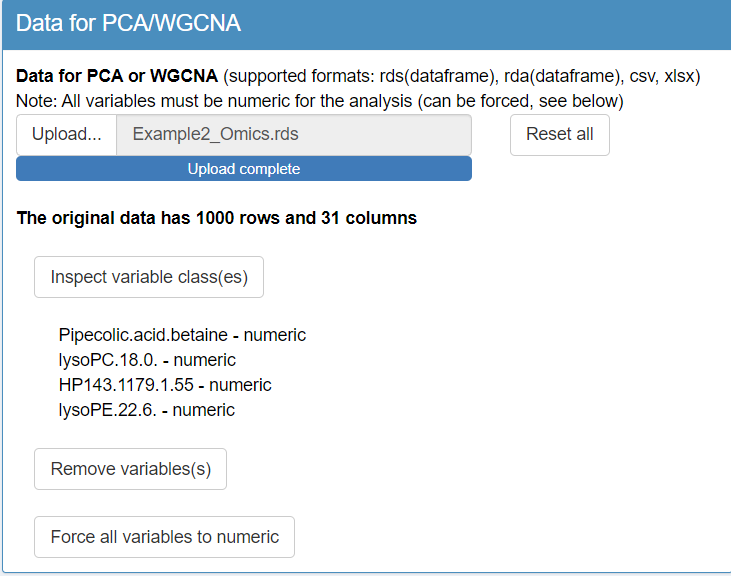 Data for PCA/WGCNA
Data for PCA or WGCNA (supported formats: rds(dataframe), rda(dataframe), csv, xlsx)
Note: All variables must be numeric for the analysis (can be forced, see below)
Upload... Example2_Omics.rds Reset all
Upload complete
The original data has 1000 rows and 31 columns
Inspect variable class(es)
Pipecolic.acid.betaine - numeric
lysoPC.18.0. - numeric
HP143.1179.1.55 - numeric
lysoPE.22.6. - numeric
Remove variables(s)
Force all variables to numeric